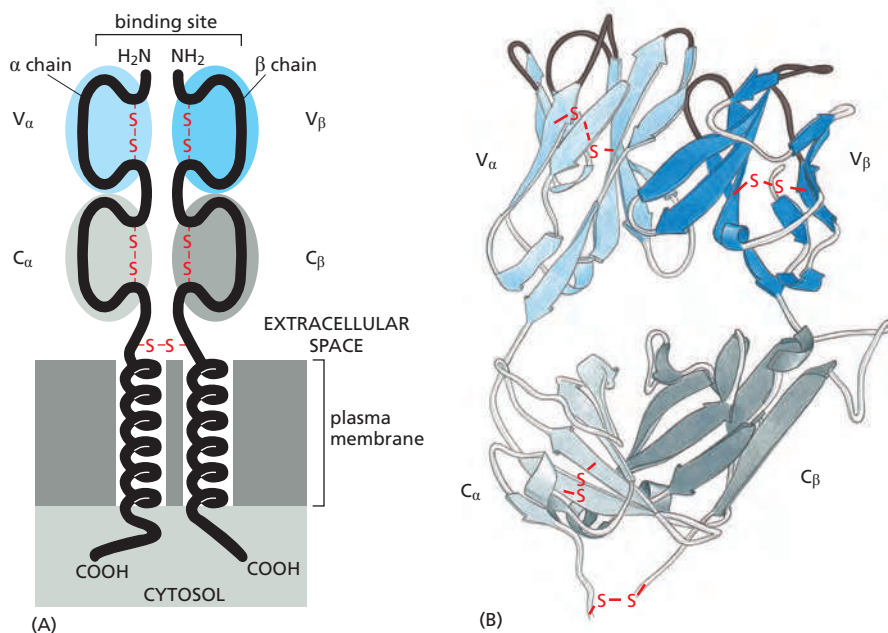 binding site
H₂N NH₂
α chain β chain
Vα Vβ
S
S
S
S
Cα Cβ
S
S
S
S
EXTRACELLULAR
SPACE
S S
plasma
membrane
COOH COOH
CYTOSOL
(A)
Vα Vβ
S
S
S S
Cα Cβ
S
S
S S
(B)